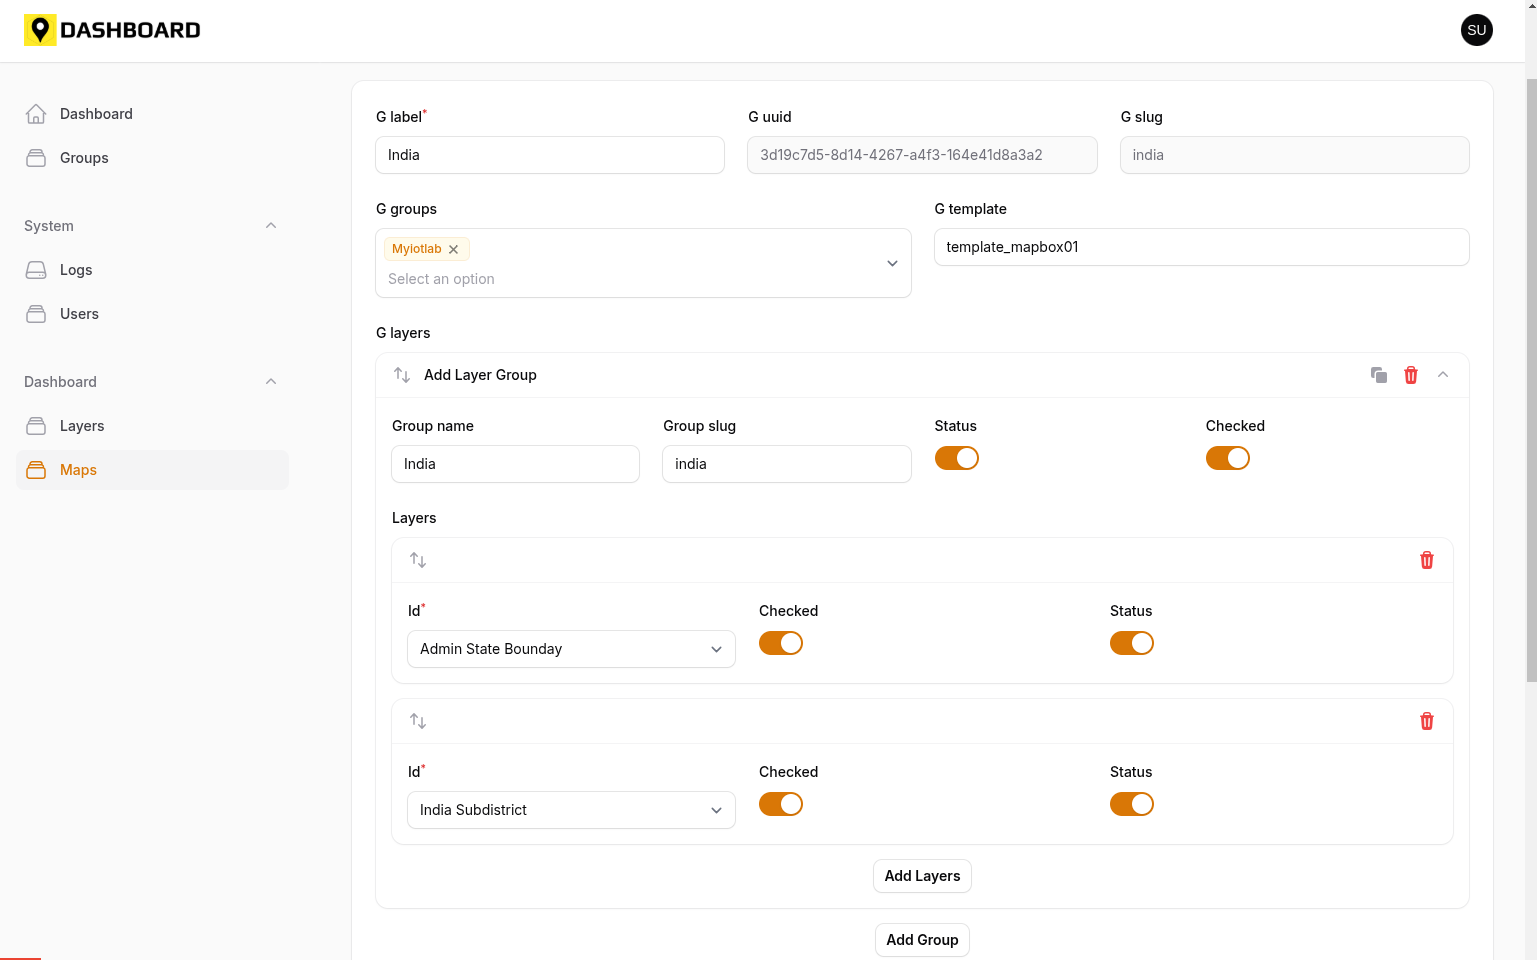 DASHBOARD
SU
Dashboard
Groups
System
Logs
Users
Dashboard
Layers
Maps
G label* G uuid G slug
India 3d19c7d5-8d14-4267-a4f3-164e41d8a3a2 india
G groups G template
Myiotlab template_mapbox01
Select an option
G layers
Add Layer Group
Group name Group slug Status Checked
India india
Layers
Id* Checked Status
Admin State Bounday
Id* Checked Status
India Subdistrict
Add Layers
Add Group